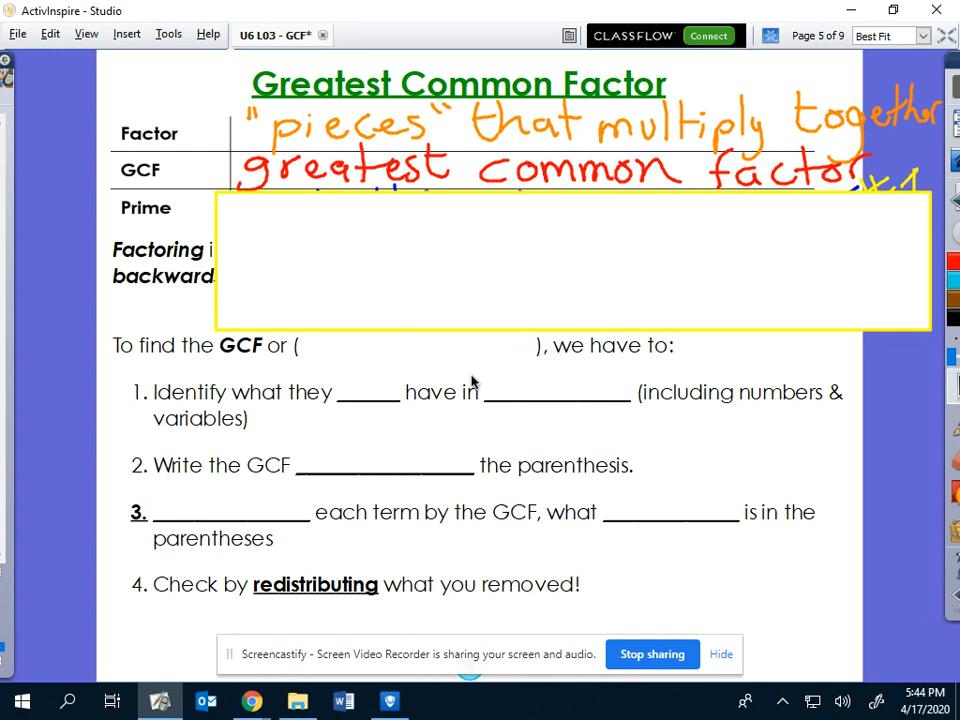 ActivInspire - Studio
File Edit View Insert Tools Help U6 L03 - GCF* CLASSFLOW Connect Page 5 of 9 Best Fit
Greatest Common Factor
Factor "pieces" that multiply together
GCF greatest common factor
Prime
Factoring i
backward
To find the GCF or ( ), we have to:
1. Identify what they ______ have in ______________ (including numbers &
variables)
2. Write the GCF _________________ the parenthesis.
3. _______________ each term by the GCF, what _____________ is in the
parentheses
4. Check by redistributing what you removed!
Screencastify - Screen Video Recorder is sharing your screen and audio. Stop sharing Hide
5:44 PM
4/17/2020